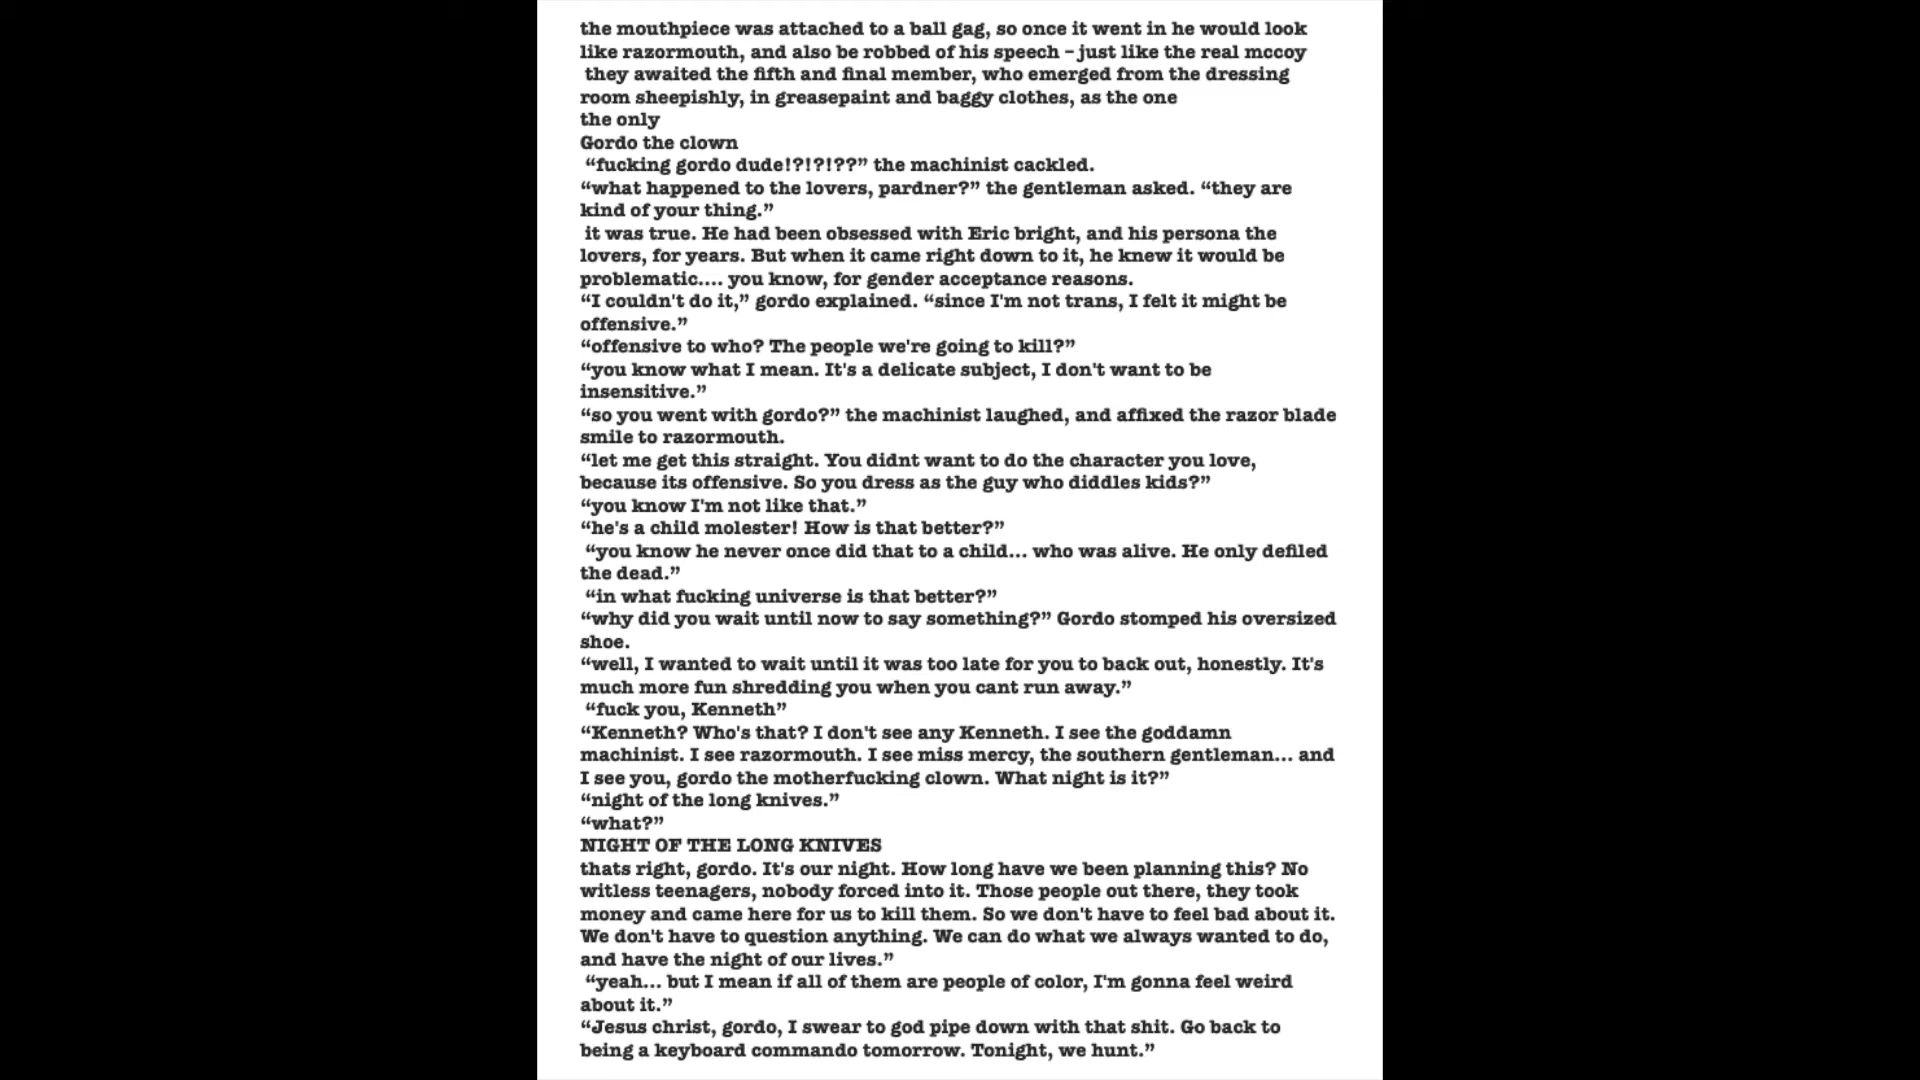 the mouthpiece was attached to a ball gag, so once it went in he would look
like razormouth, and also be robbed of his speech – just like the real mccoy
they awaited the fifth and final member, who emerged from the dressing
room sheepishly, in greasepaint and baggy clothes, as the one
the only
Gordo the clown
“fucking gordo dude!?!?!??” the machinist cackled.
“what happened to the lovers, pardner?” the gentleman asked. “they are
kind of your thing.”
it was true. He had been obsessed with Eric bright, and his persona the
lovers, for years. But when it came right down to it, he knew it would be
problematic.... you know, for gender acceptance reasons.
“I couldn't do it,” gordo explained. “since I'm not trans, I felt it might be
offensive.”
“offensive to who? The people we're going to kill?”
“you know what I mean. It's a delicate subject, I don't want to be
insensitive.”
“so you went with gordo?” the machinist laughed, and affixed the razor blade
smile to razormouth.
“let me get this straight. You didnt want to do the character you love,
because its offensive. So you dress as the guy who diddles kids?”
“you know I'm not like that.”
“he's a child molester! How is that better?”
“you know he never once did that to a child... who was alive. He only defiled
the dead.”
“in what fucking universe is that better?”
“why did you wait until now to say something?” Gordo stomped his oversized
shoe.
“well, I wanted to wait until it was too late for you to back out, honestly. It's
much more fun shredding you when you cant run away.”
“fuck you, Kenneth”
“Kenneth? Who's that? I don't see any Kenneth. I see the goddamn
machinist. I see razormouth. I see miss mercy, the southern gentleman... and
I see you, gordo the motherfucking clown. What night is it?”
“night of the long knives.”
“what?”
NIGHT OF THE LONG KNIVES
thats right, gordo. It's our night. How long have we been planning this? No
witless teenagers, nobody forced into it. Those people out there, they took
money and came here for us to kill them. So we don't have to feel bad about it.
We don't have to question anything. We can do what we always wanted to do,
and have the night of our lives.”
“yeah... but I mean if all of them are people of color, I'm gonna feel weird
about it.”
“Jesus christ, gordo, I swear to god pipe down with that shit. Go back to
being a keyboard commando tomorrow. Tonight, we hunt.”